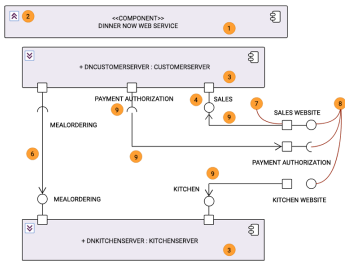 2
<<COMPONENT>>
DINNER NOW WEB SERVICE
1
+ DNCUSTOMERSERVER : CUSTOMERSERVER
3
PAYMENT AUTHORIZATION
4
SALES
7
8
9
9
SALES WEBSITE
MEALORDERING
6
9
PAYMENT AUTHORIZATION
9
KITCHEN
KITCHEN WEBSITE
MEALORDERING
+ DNKITCHENSERVER : KITCHENSERVER
3